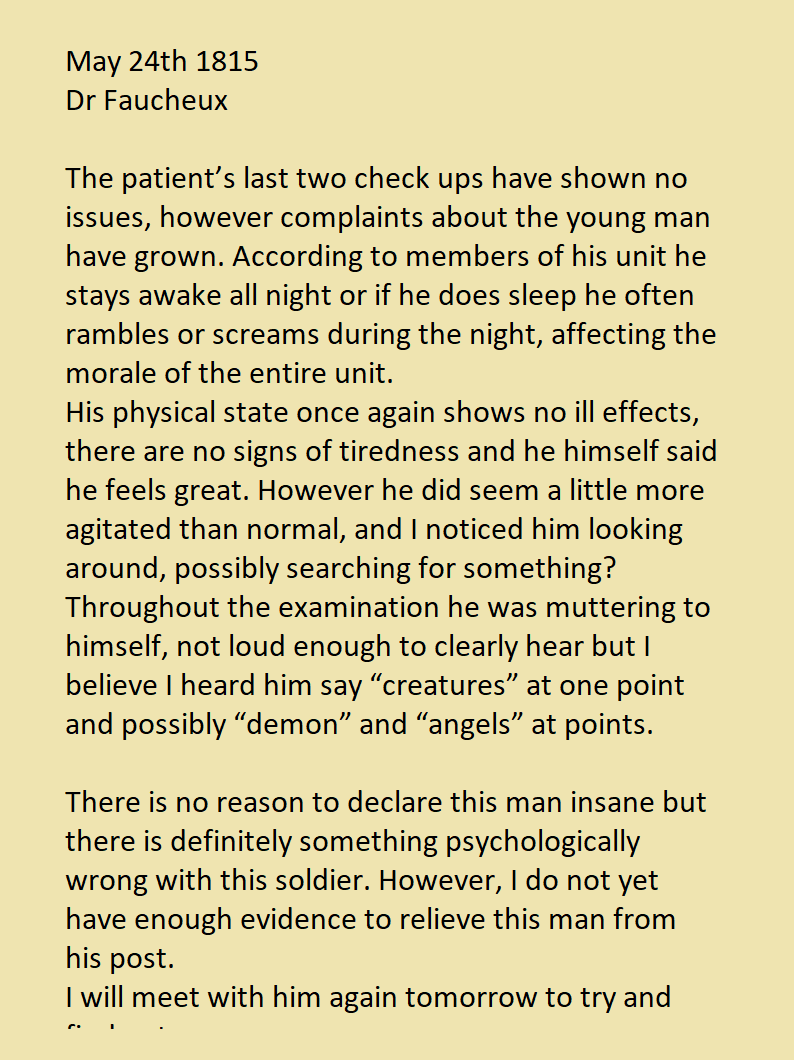 May 24th 1815
Dr Faucheux
The patient’s last two check ups have shown no
issues, however complaints about the young man
have grown. According to members of his unit he
stays awake all night or if he does sleep he often
rambles or screams during the night, affecting the
morale of the entire unit.
His physical state once again shows no ill effects,
there are no signs of tiredness and he himself said
he feels great. However he did seem a little more
agitated than normal, and I noticed him looking
around, possibly searching for something?
Throughout the examination he was muttering to
himself, not loud enough to clearly hear but I
believe I heard him say “creatures” at one point
and possibly “demon” and “angels” at points.
There is no reason to declare this man insane but
there is definitely something psychologically
wrong with this soldier. However, I do not yet
have enough evidence to relieve this man from
his post.
I will meet with him again tomorrow to try and